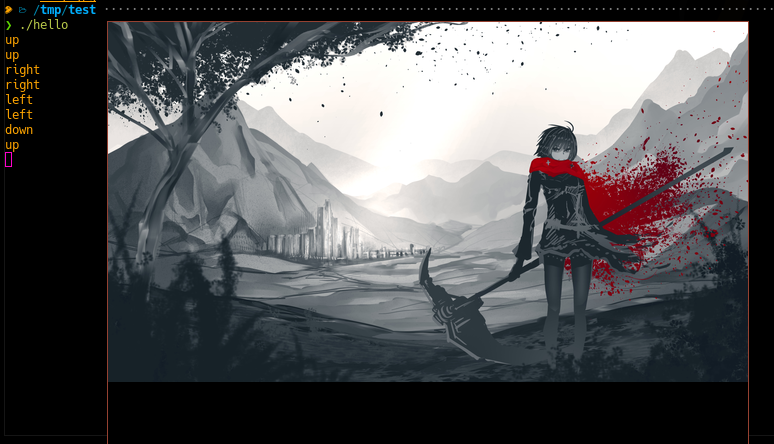 /tmp/test
❯ ./hello
up
up
right
right
left
left
down
up